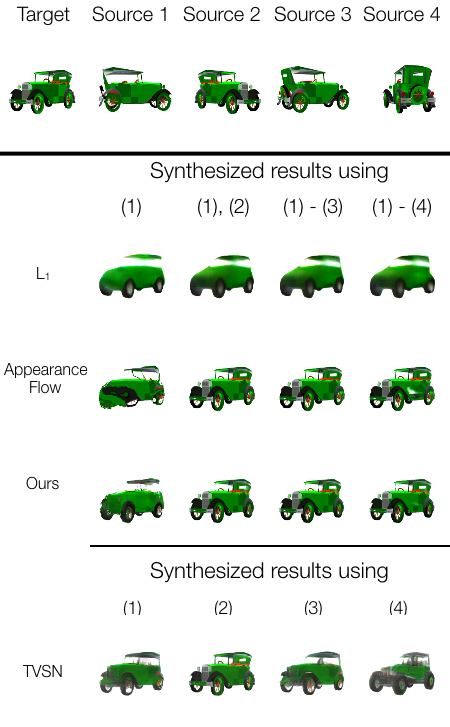 Target Source 1 Source 2 Source 3 Source 4
Synthesized results using
(1) (1), (2) (1) - (3) (1) - (4)
L₁
Appearance
Flow
Ours
Synthesized results using
(1) (2) (3) (4)
TVSN